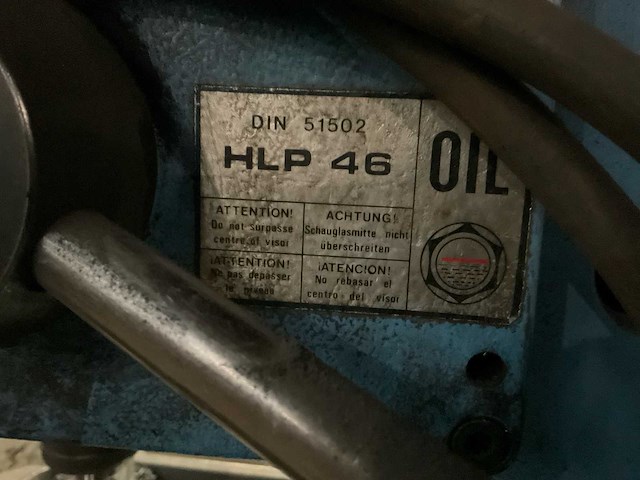 DIN 51502
HLP 46
OIL
ATTENTION!
Do not surpasse
centre of visor
ACHTUNG!
Schauglasmitte nicht
überschreiten
¡ATTENTION!
Ne pas depasser
¡ATENCION!
No rebasar el
centro del visor